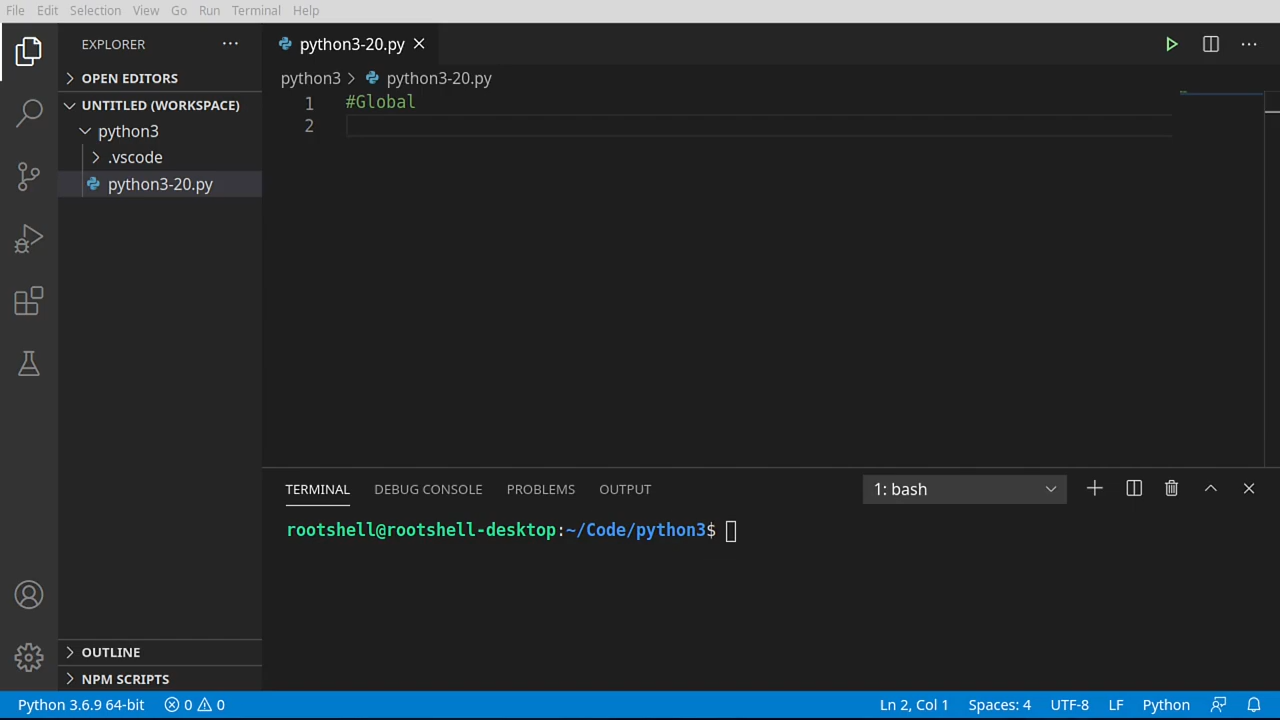 File Edit Selection View Go Run Terminal Help
EXPLORER
python3-20.py
OPEN EDITORS
python3 > python3-20.py
UNTITLED (WORKSPACE)
1 #Global
python3
2
.vscode
python3-20.py
TERMINAL DEBUG CONSOLE PROBLEMS OUTPUT 1: bash
rootshell@rootshell-desktop:~/Code/python3$
OUTLINE
NPM SCRIPTS
Python 3.6.9 64-bit 0 0 Ln 2, Col 1 Spaces: 4 UTF-8 LF Python